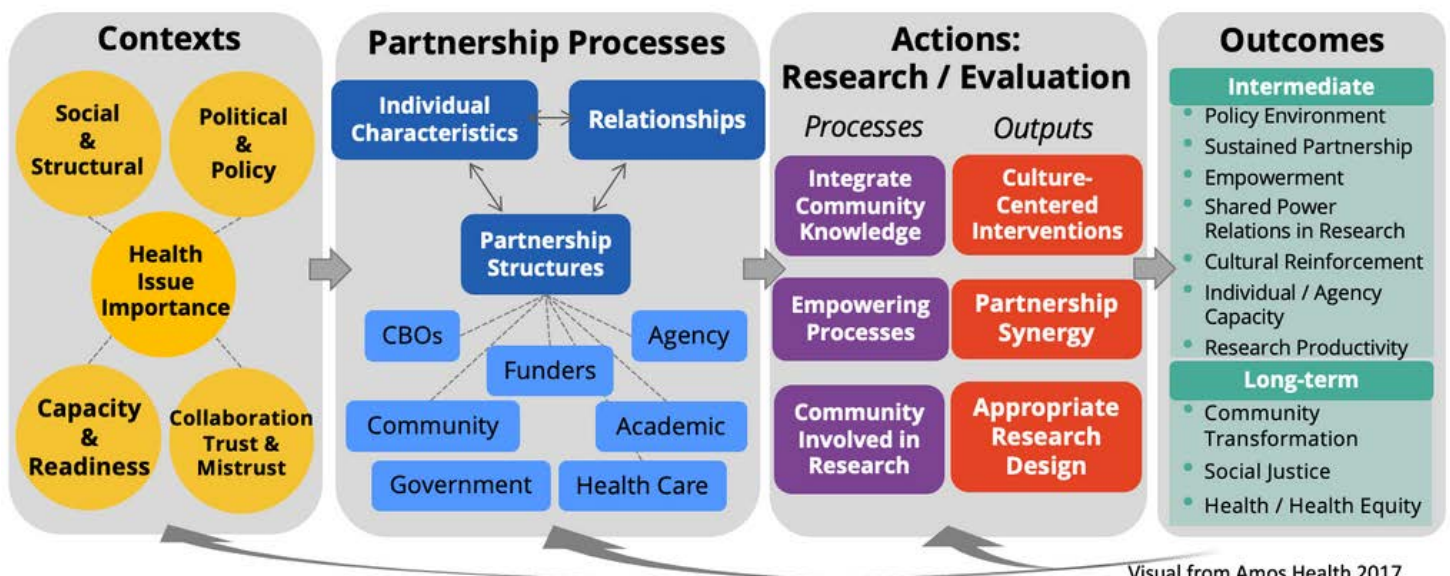 Contexts
Social
&
Structural
Political
&
Policy
Health
Issue
Importance
Capacity
&
Readiness
Collaboration
Trust &
Mistrust
Partnership Processes
Individual
Characteristics
Relationships
Partnership
Structures
CBOs
Agency
Funders
Community
Academic
Government
Health Care
Actions:
Research / Evaluation
Processes
Outputs
Integrate
Community
Knowledge
Culture-
Centered
Interventions
Empowering
Processes
Partnership
Synergy
Community
Involved in
Research
Appropriate
Research
Design
Outcomes
Intermediate
• Policy Environment
• Sustained Partnership
• Empowerment
• Shared Power
Relations in Research
• Cultural Reinforcement
• Individual / Agency
Capacity
• Research Productivity
Long-term
• Community
Transformation
• Social Justice
• Health / Health Equity
Visual from Amos Health 2017